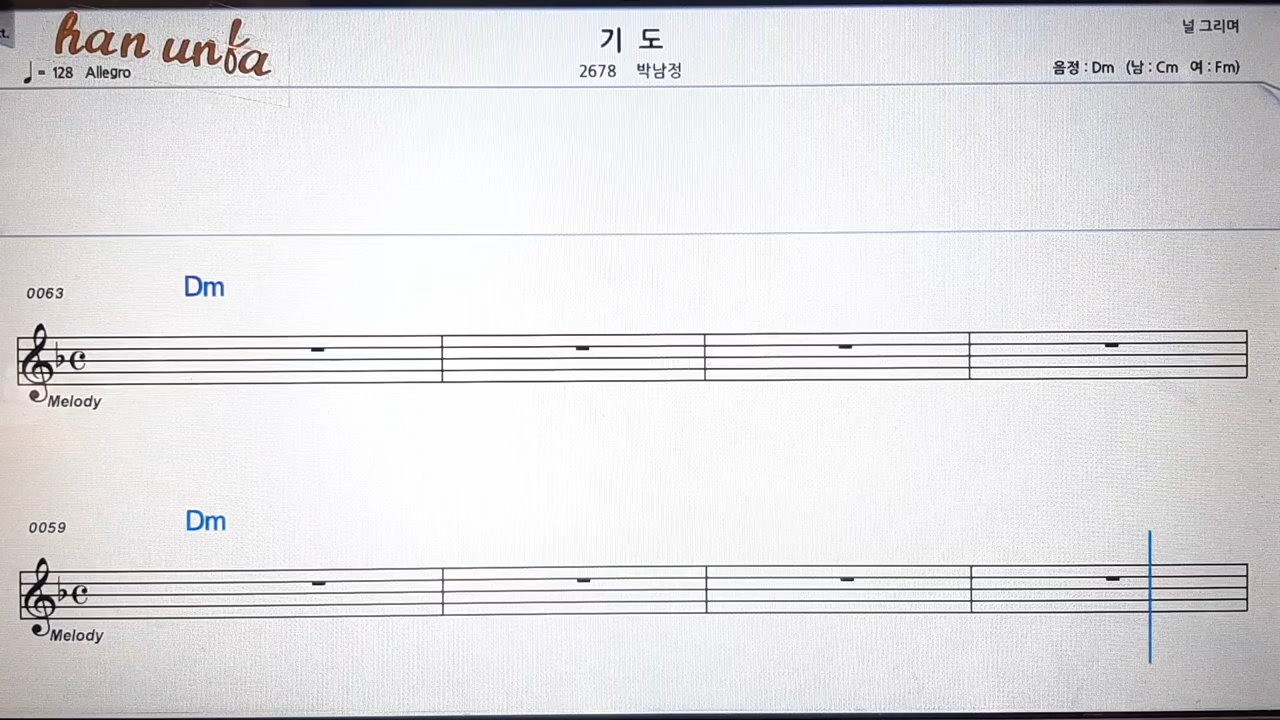 t.
han unba
♩= 128 Allegro
기 도
2678 박남정
널 그리며
음정 : Dm (남 : Cm 여 : Fm)
0063
Dm
Melody
0059
Dm
Melody